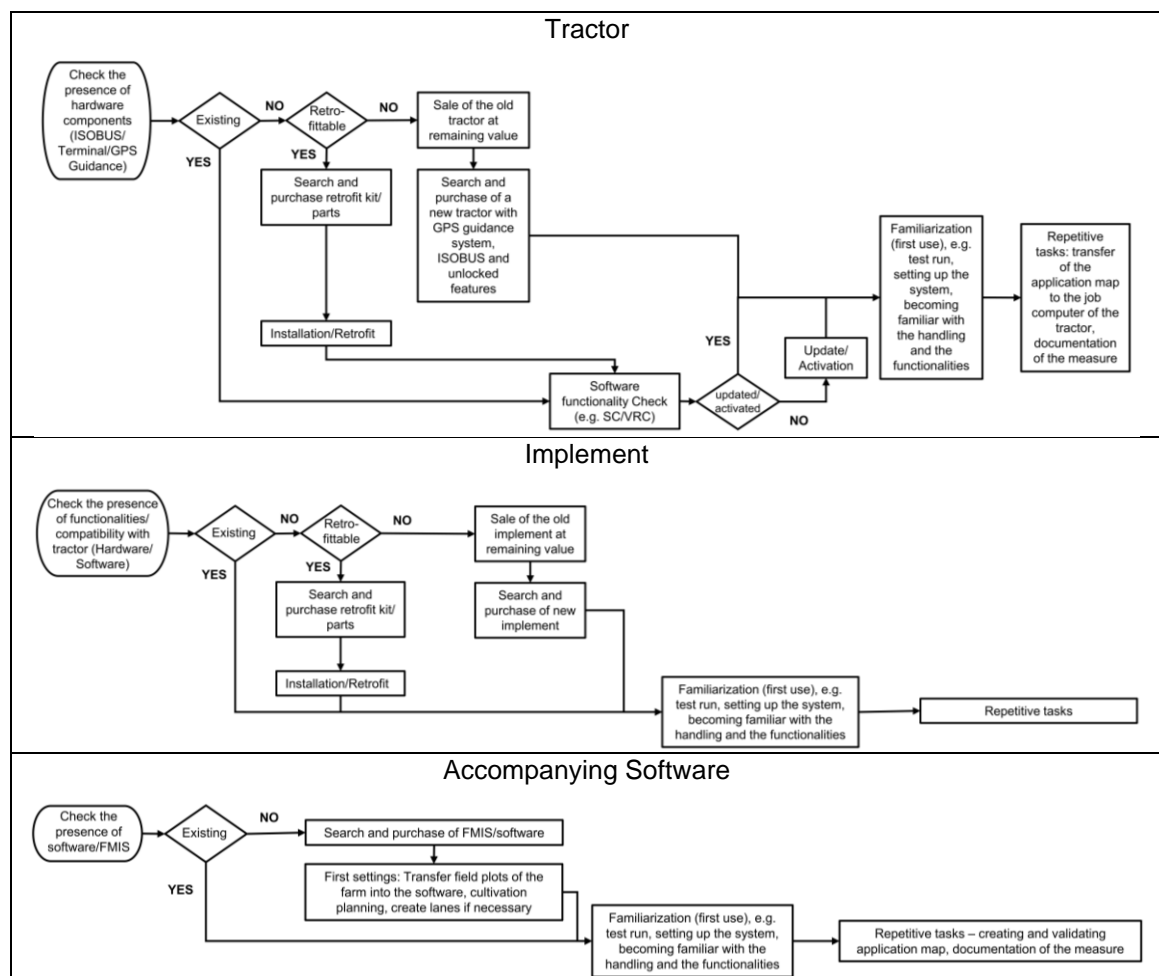 Tractor
Check the
presence of
hardware
components
(ISOBUS/
Terminal/GPS
Guidance)
Existing
NO
YES
Retro-
fittable
NO
YES
Sale of the old
tractor at
remaining value
Search and
purchase retrofit kit/
parts
Search and
purchase of a
new tractor with
GPS guidance
system,
ISOBUS and
unlocked
features
Installation/Retrofit
Software
functionality Check
(e.g. SC/VRC)
updated/
activated
YES
NO
Update/
Activation
Familiarization
(first use), e.g.
test run,
setting up the
system,
becoming
familiar with
the handling
and the
functionalities
Repetitive
tasks: transfer
of the
application map
to the job
computer of the
tractor,
documentation
of the measure
Implement
Check the presence
of functionalities/
compatibility with
tractor (Hardware/
Software)
Existing
NO
YES
Retro-
fittable
NO
YES
Sale of the old
implement at
remaining value
Search and
purchase retrofit kit/
parts
Search and
purchase of new
implement
Installation/Retrofit
Familiarization (first use), e.g.
test run, setting up the system,
becoming familiar with the
handling and the functionalities
Repetitive tasks
Accompanying Software
Check the
presence of
software/FMIS
Existing
NO
YES
Search and purchase of FMIS/software
First settings: Transfer field plots of the
farm into the software, cultivation
planning, create lanes if necessary
Familiarization (first use), e.g.
test run, setting up the system,
becoming familiar with the
handling and the functionalities
Repetitive tasks – creating and validating
application map, documentation of the measure